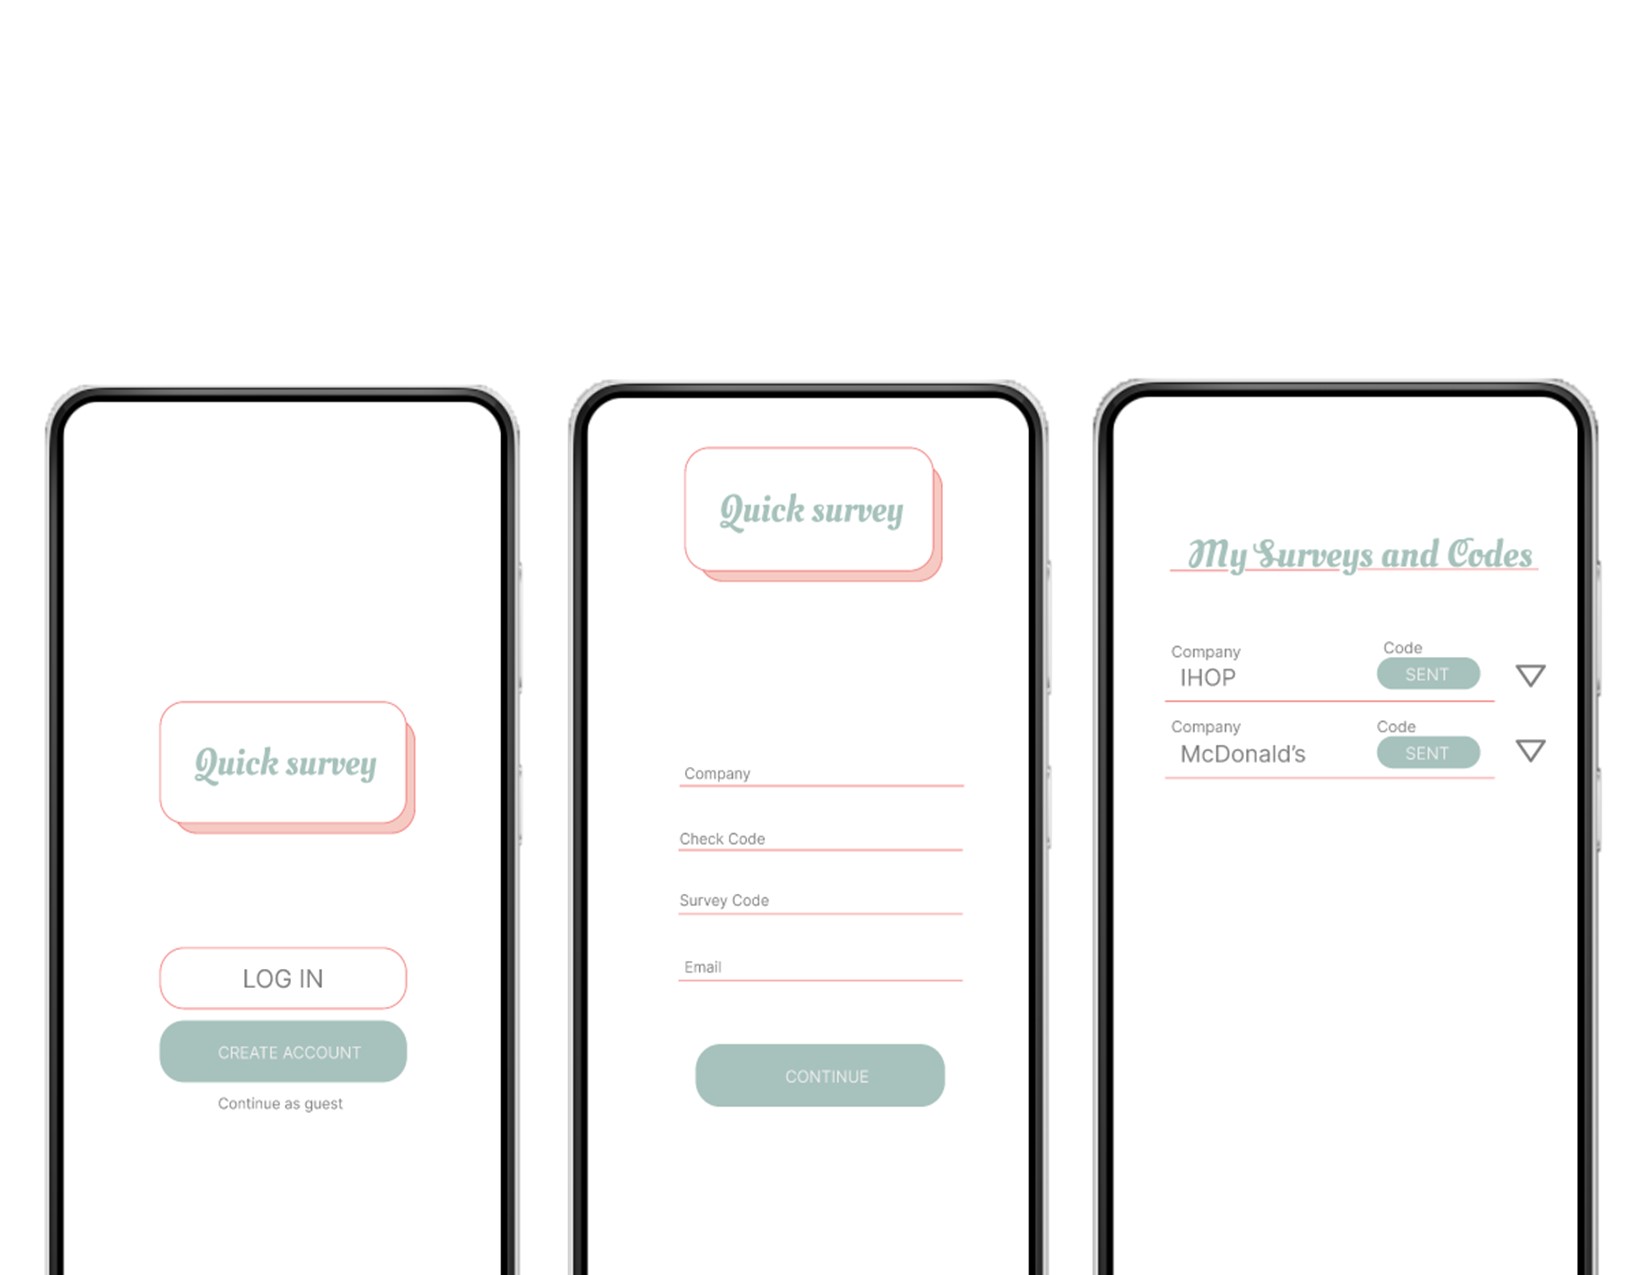 Quick survey
LOG IN
CREATE ACCOUNT
Continue as guest
Quick survey
Company
Check Code
Survey Code
Email
CONTINUE
My Surveys and Codes
Company
Code
IHOP
SENT
Company
Code
McDonald's
SENT